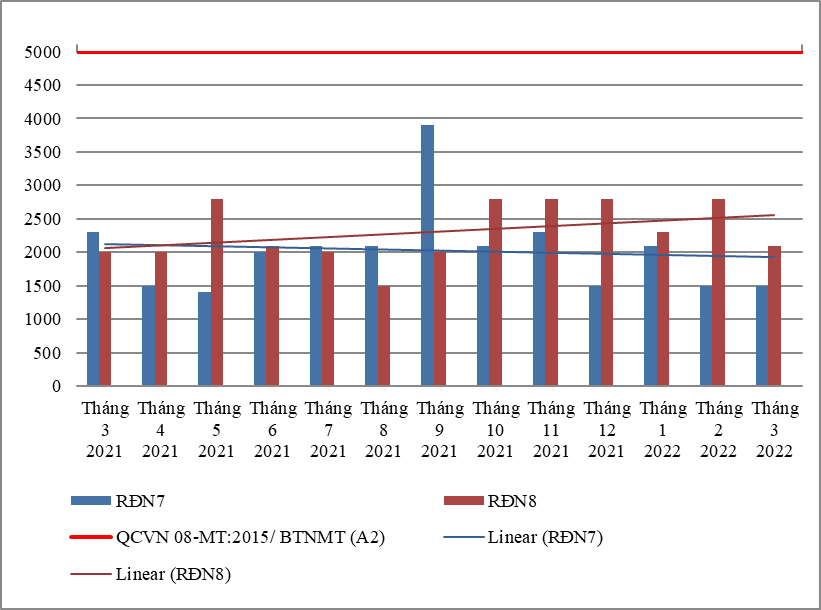 5000
4500
4000
3500
3000
2500
2000
1500
1000
500
0
Tháng 3 2021
Tháng 4 2021
Tháng 5 2021
Tháng 6 2021
Tháng 7 2021
Tháng 8 2021
Tháng 9 2021
Tháng 10 2021
Tháng 11 2021
Tháng 12 2021
Tháng 1 2022
Tháng 2 2022
Tháng 3 2022
RĐN7
RĐN8
QCVN 08-MT:2015/ BTNMT (A2)
Linear (RĐN7)
Linear (RĐN8)